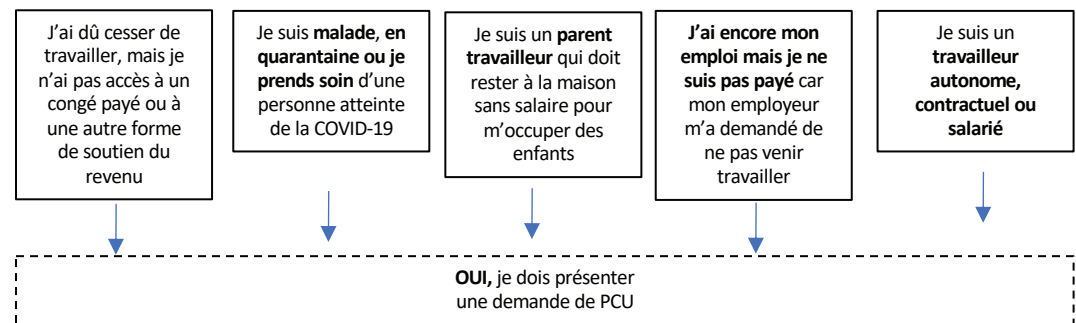 J’ai dû cesser de
travailler, mais je
n’ai pas accès à un
congé payé ou à
une autre forme
de soutien du
revenu
Je suis malade, en
quarantaine ou je
prends soin d’une
personne atteinte
de la COVID-19
Je suis un parent
travailleur qui doit
rester à la maison
sans salaire pour
m’occuper des
enfants
J’ai encore mon
emploi mais je ne
suis pas payé car
mon employeur
m’a demandé de
ne pas venir
travailler
Je suis un
travailleur
autonome,
contractuel ou
salarié
OUI, je dois présenter
une demande de PCU